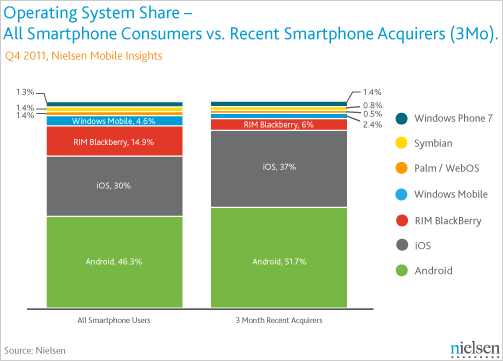 Operating System Share –
All Smartphone Consumers vs. Recent Smartphone Acquirers (3Mo).
Q4 2011, Nielsen Mobile Insights
1.3%
1.4%
1.4%
Windows Mobile, 4.6%
RIM Blackberry, 14.9%
iOS, 30%
Android, 46.3%
All Smartphone Users
1.4%
0.8%
0.5%
2.4%
RIM Blackberry, 6%
iOS, 37%
Android, 51.7%
3 Month Recent Acquirers
Windows Phone 7
Symbian
Palm / WebOS
Windows Mobile
RIM BlackBerry
iOS
Android
Source: Nielsen
nielsen